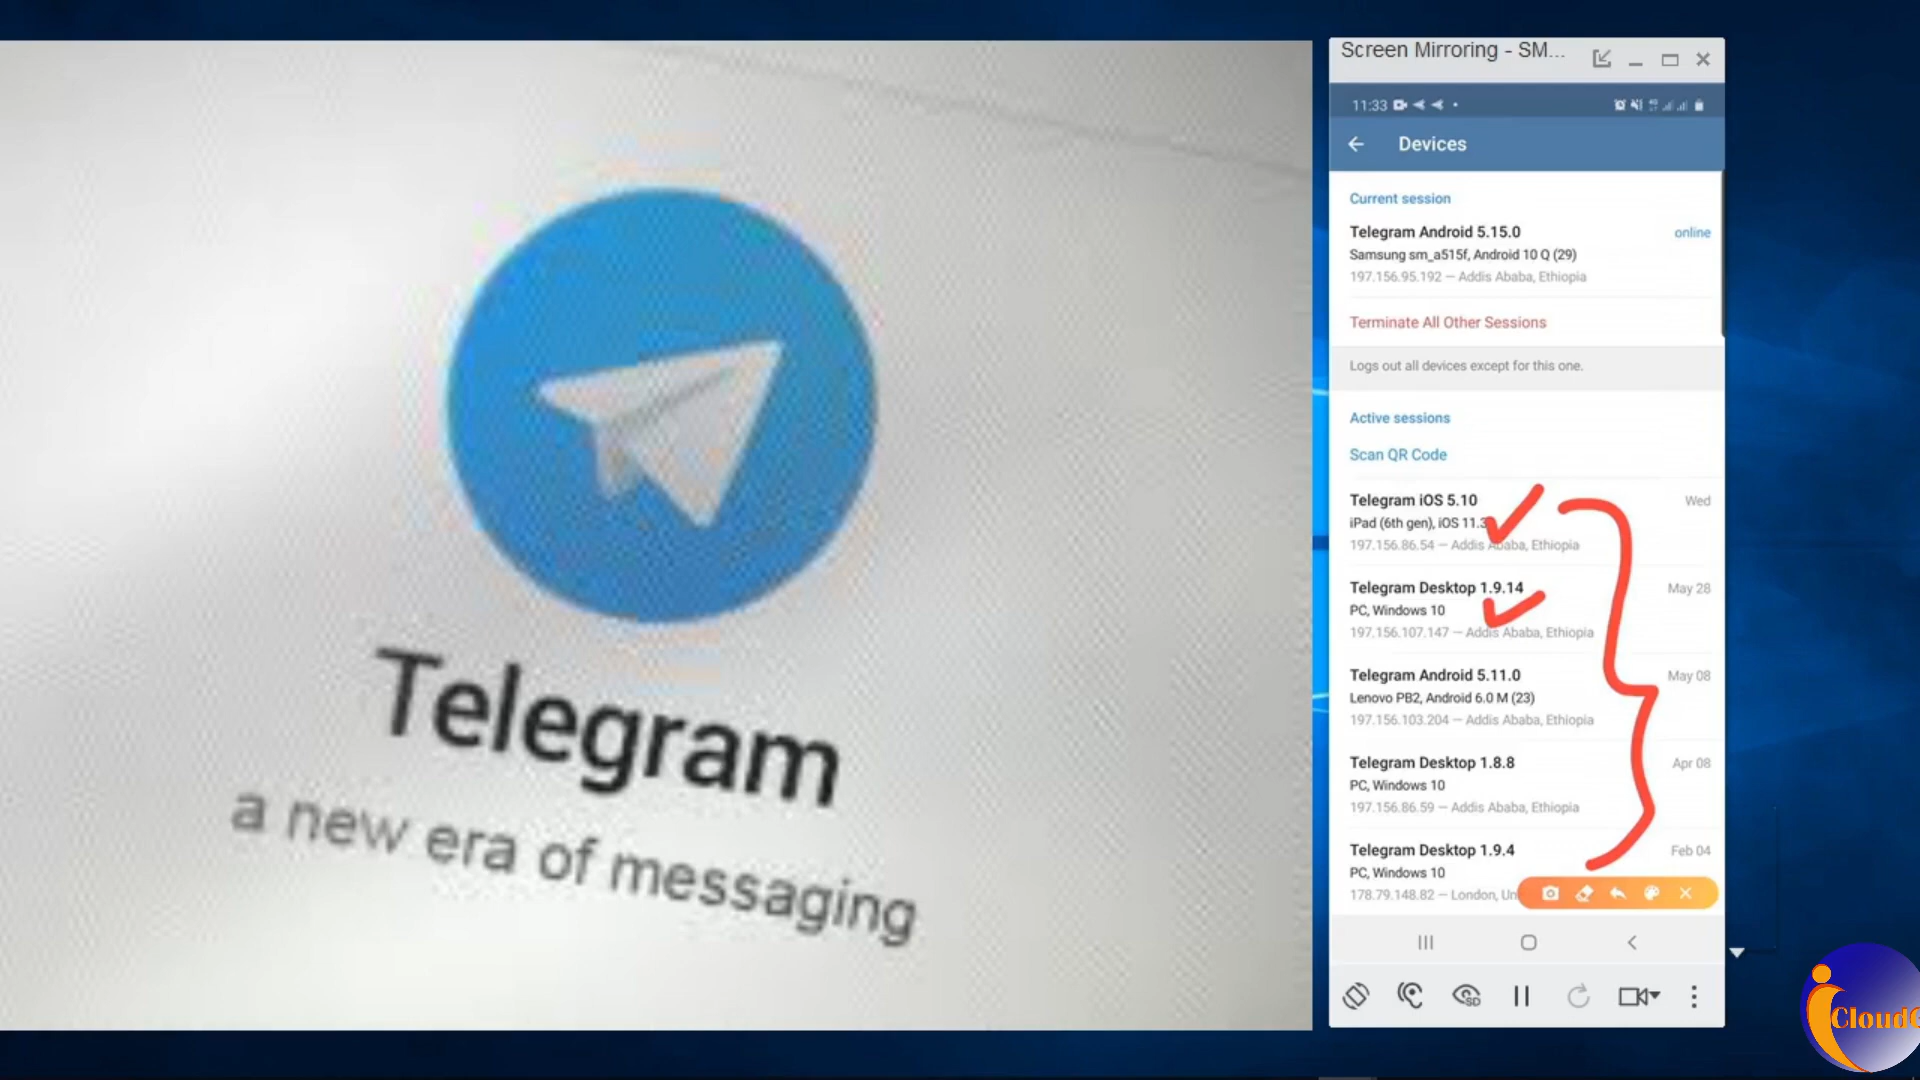 Telegram
a new era of messaging
Screen Mirroring - SM...
11:33
Devices
Current session
Telegram Android 5.15.0
online
Samsung sm_a515f, Android 10 Q (29)
197.156.95.192 — Addis Ababa, Ethiopia
Terminate All Other Sessions
Logs out all devices except for this one.
Active sessions
Scan QR Code
Telegram iOS 5.10
Wed
iPad (6th gen), iOS 11.3
197.156.86.54 — Addis Ababa, Ethiopia
Telegram Desktop 1.9.14
May 28
PC, Windows 10
197.156.107.147 — Addis Ababa, Ethiopia
Telegram Android 5.11.0
May 08
Lenovo PB2, Android 6.0 M (23)
197.156.103.204 — Addis Ababa, Ethiopia
Telegram Desktop 1.8.8
Apr 08
PC, Windows 10
197.156.86.59 — Addis Ababa, Ethiopia
Telegram Desktop 1.9.4
Feb 04
PC, Windows 10
178.79.148.82 — London, Un
SD
iCloud